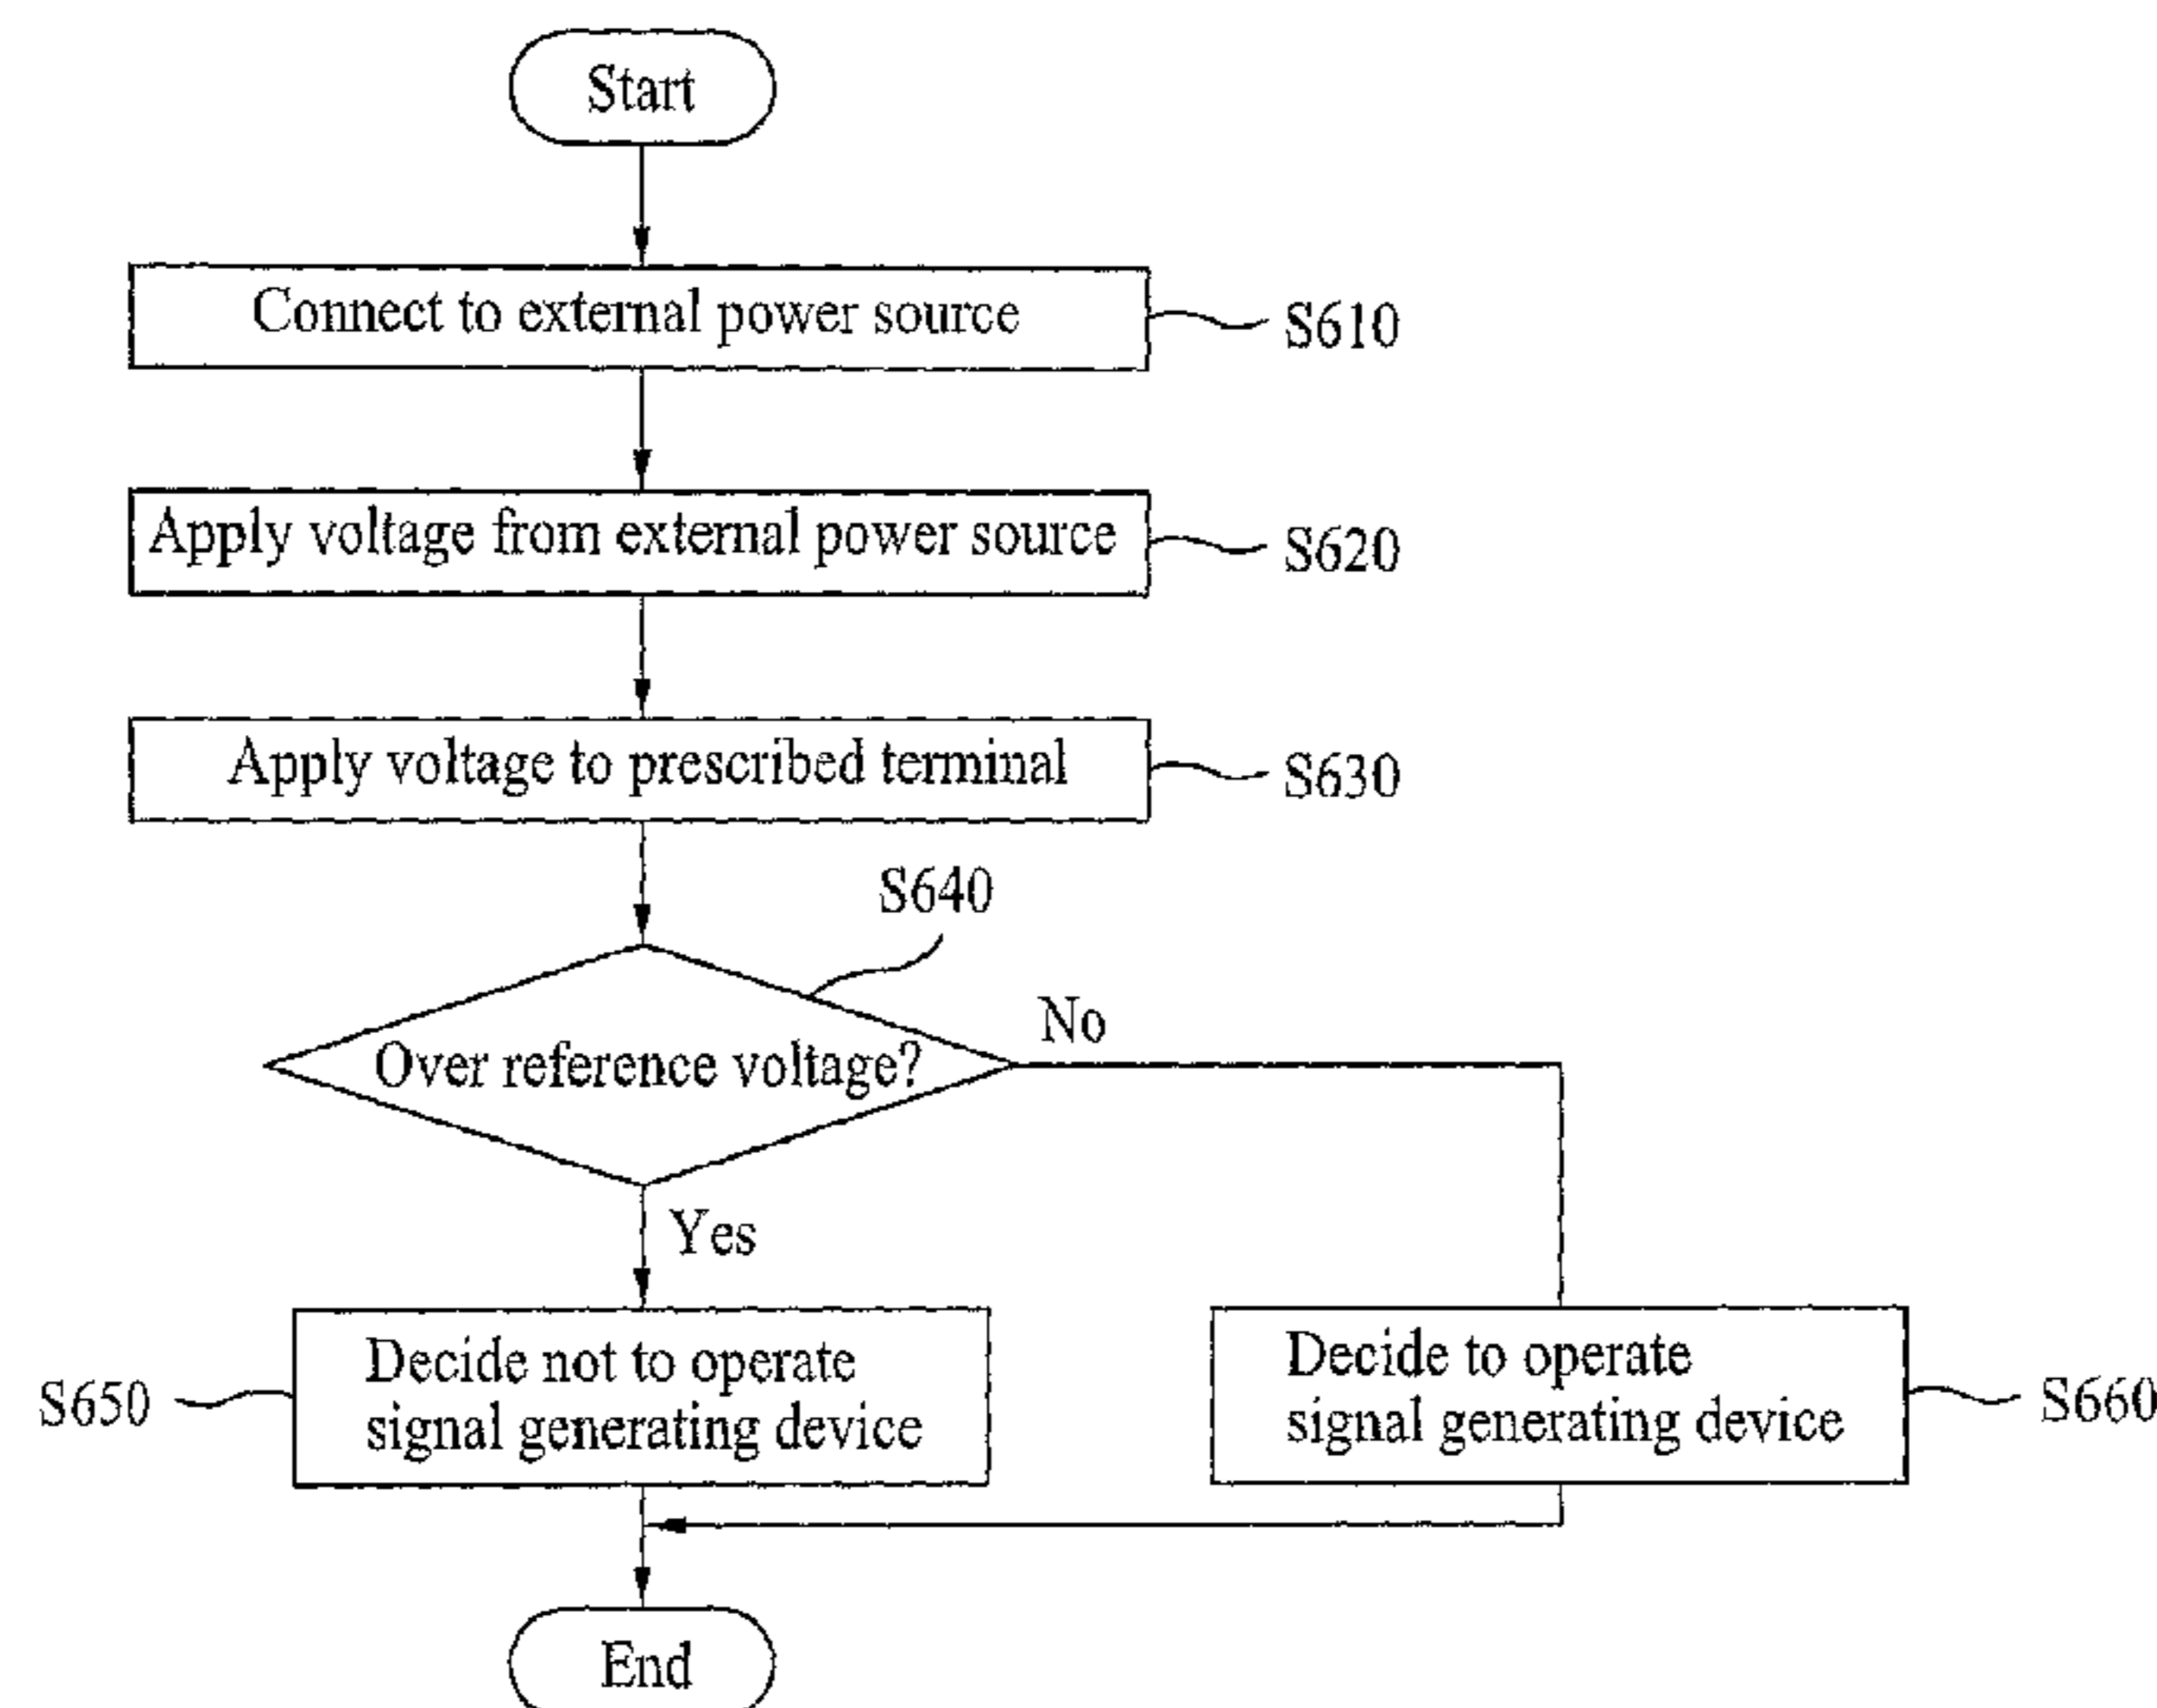 Start
Connect to external power source
S610
Apply voltage from external power source
S620
Apply voltage to prescribed terminal
S630
S640
Over reference voltage?
No
Yes
Decide not to operate
signal generating device
S650
Decide to operate
signal generating device
S660
End